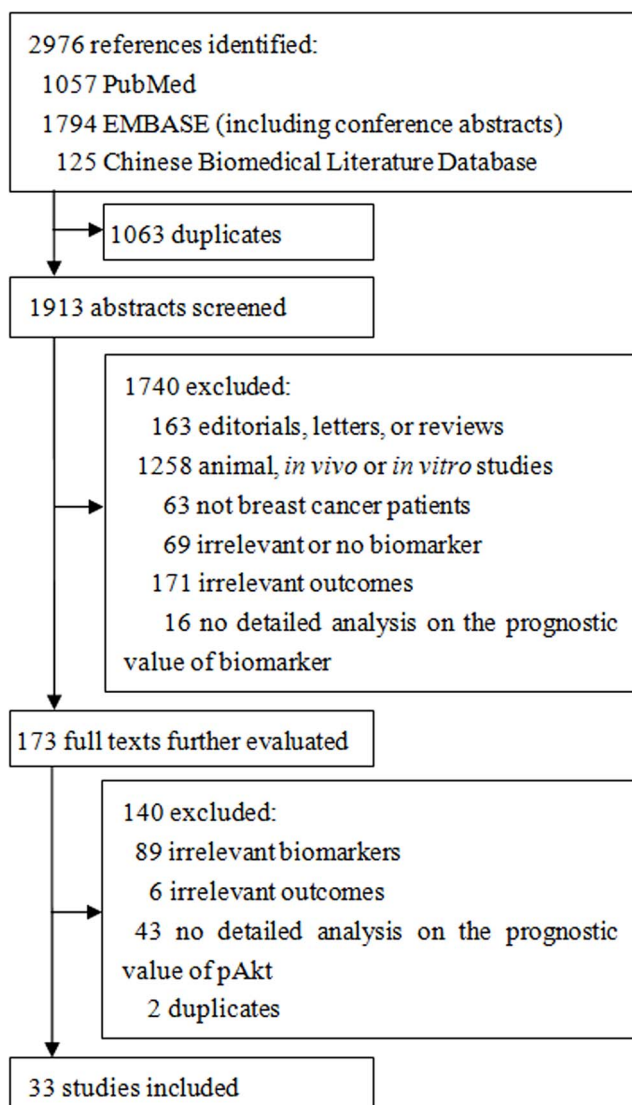 2976 references identified:
1057 PubMed
1794 EMBASE (including conference abstracts)
125 Chinese Biomedical Literature Database
1063 duplicates
1913 abstracts screened
1740 excluded:
163 editorials, letters, or reviews
1258 animal, in vivo or in vitro studies
63 not breast cancer patients
69 irrelevant or no biomarker
171 irrelevant outcomes
16 no detailed analysis on the prognostic
value of biomarker
173 full texts further evaluated
140 excluded:
89 irrelevant biomarkers
6 irrelevant outcomes
43 no detailed analysis on the prognostic
value of pAkt
2 duplicates
33 studies included